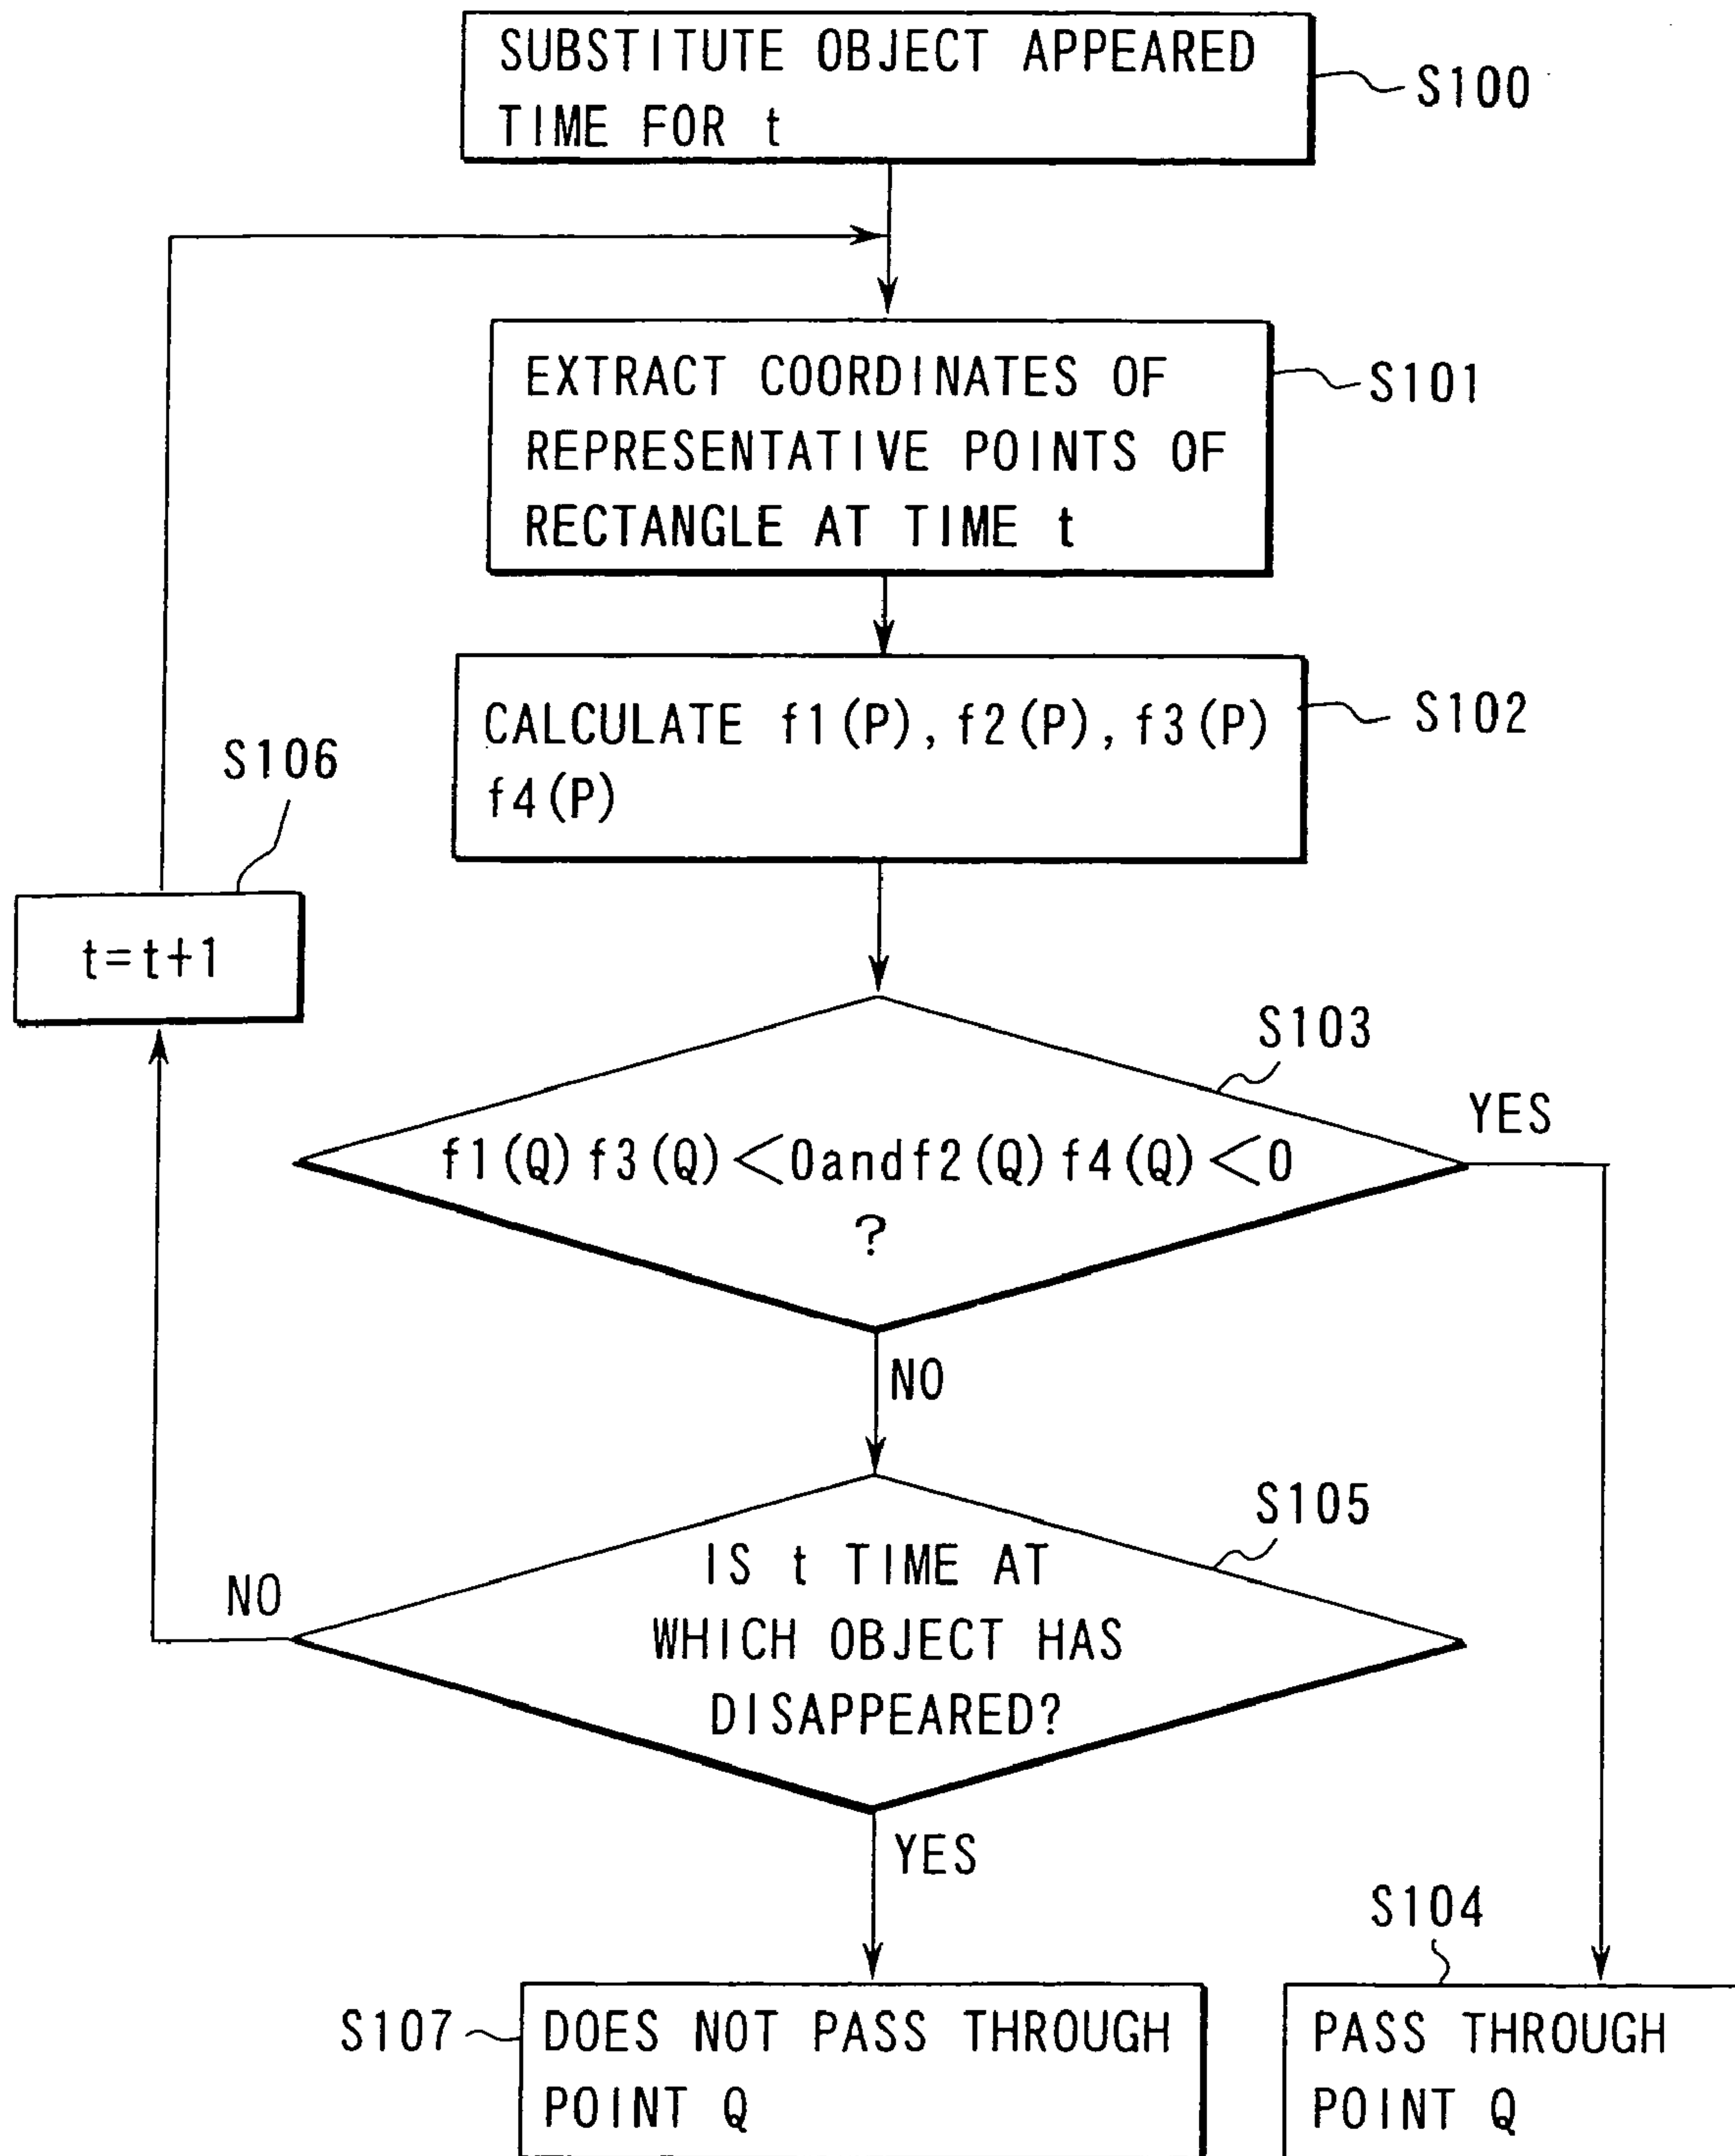 SUBSTITUTE OBJECT APPEARED
TIME FOR t
S100
EXTRACT COORDINATES OF
REPRESENTATIVE POINTS OF
RECTANGLE AT TIME t
S101
CALCULATE f1(P), f2(P), f3(P)
f4(P)
S102
S106
t=t+1
S103
f1(Q)f3(Q)<0andf2(Q)f4(Q)<0
?
YES
NO
S105
IS t TIME AT
WHICH OBJECT HAS
DISAPPEARED?
NO
YES
S104
S107
DOES NOT PASS THROUGH
POINT Q
PASS THROUGH
POINT Q